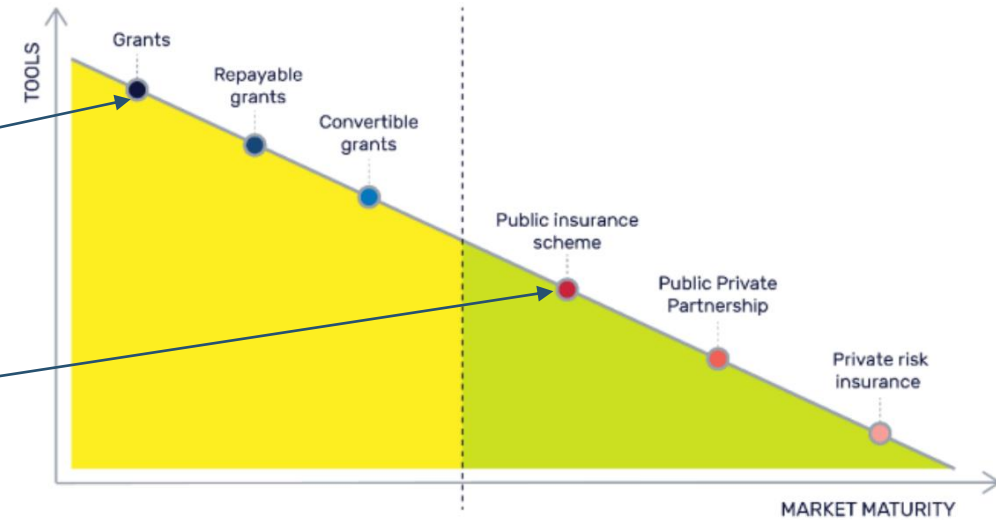 TOOLS
Grants
Repayable
grants
Convertible
grants
Public insurance
scheme
Public Private
Partnership
Private risk
insurance
MARKET MATURITY